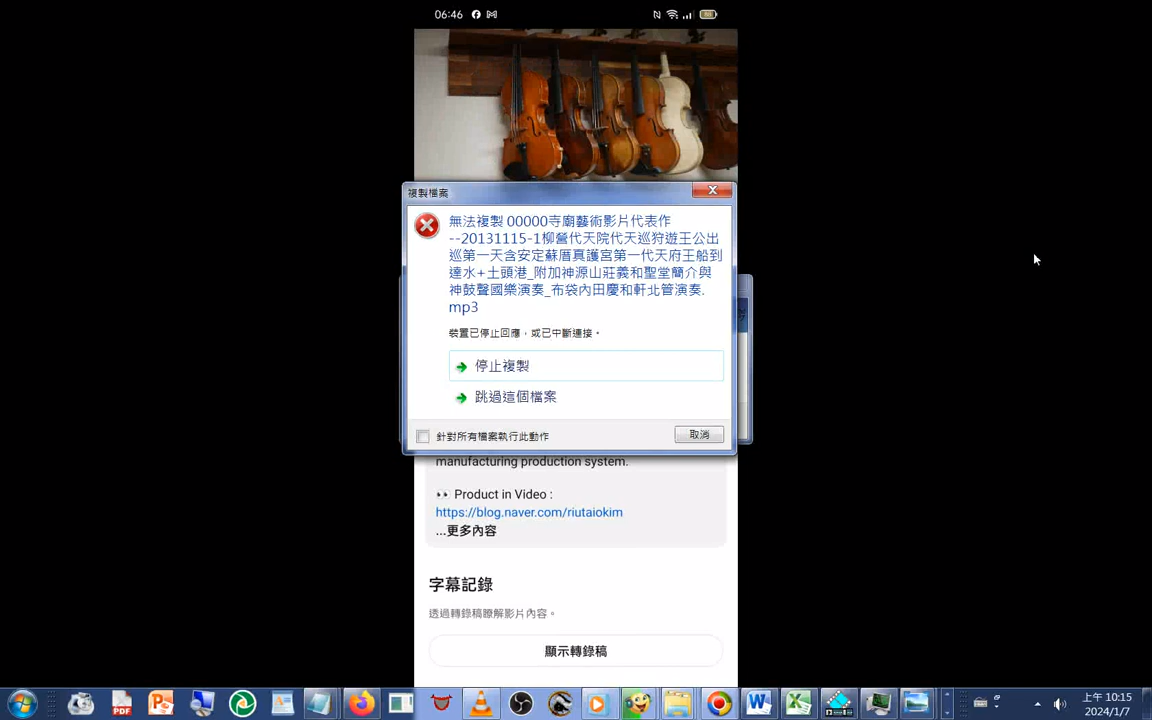 06:46
複製檔案
無法複製 00000寺廟藝術影片代表作
--20131115-1柳營代天院代天巡狩遊王公出
巡第一天含安定蘇厝真護宮第一代天府王船到
達水+土頭港_附加神源山莊義和聖堂簡介與
神鼓聲國樂演奏_布袋內田慶和軒北管演奏.
mp3
裝置已停止回應，或已中斷連接。
停止複製
跳過這個檔案
針對所有檔案執行此動作
取消
manufacturing production system.
👀 Product in Video :
https://blog.naver.com/riutaiokim
...更多內容
字幕記錄
透過轉錄稿瞭解影片內容。
顯示轉錄稿
上午 10:15
2024/1/7